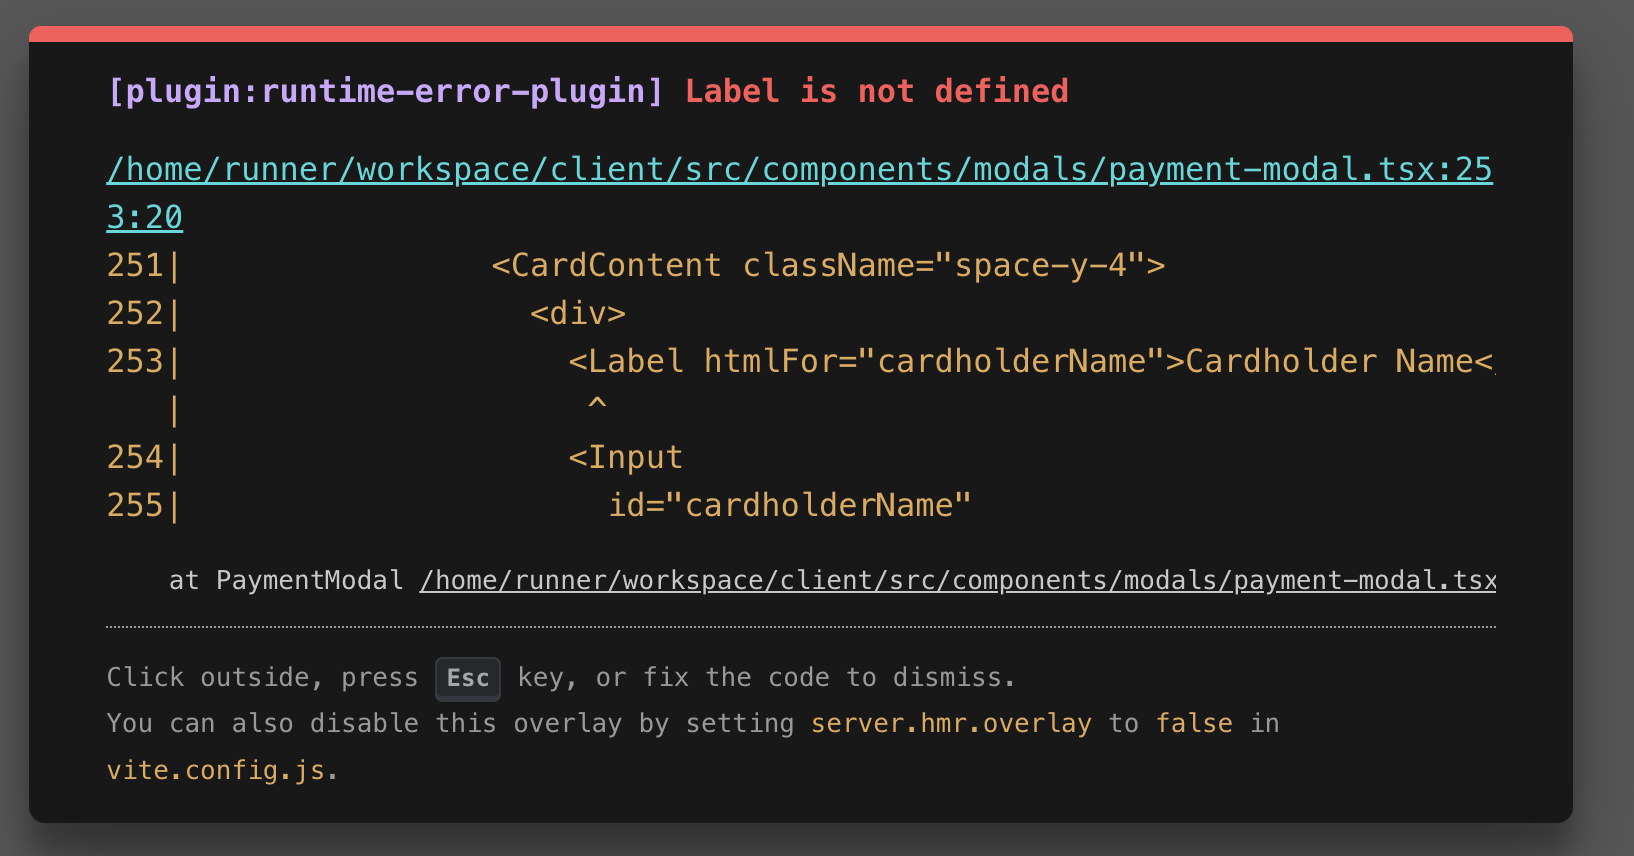 [plugin:runtime-error-plugin] Label is not defined
/home/runner/workspace/client/src/components/modals/payment-modal.tsx:25
3:20
251|                <CardContent className="space-y-4">
252|                  <div>
253|                    <Label htmlFor="cardholderName">Cardholder Name<
   |                     ^
254|                    <Input
255|                      id="cardholderName"
at PaymentModal /home/runner/workspace/client/src/components/modals/payment-modal.tsx
Click outside, press Esc key, or fix the code to dismiss.
You can also disable this overlay by setting server.hmr.overlay to false in
vite.config.js.